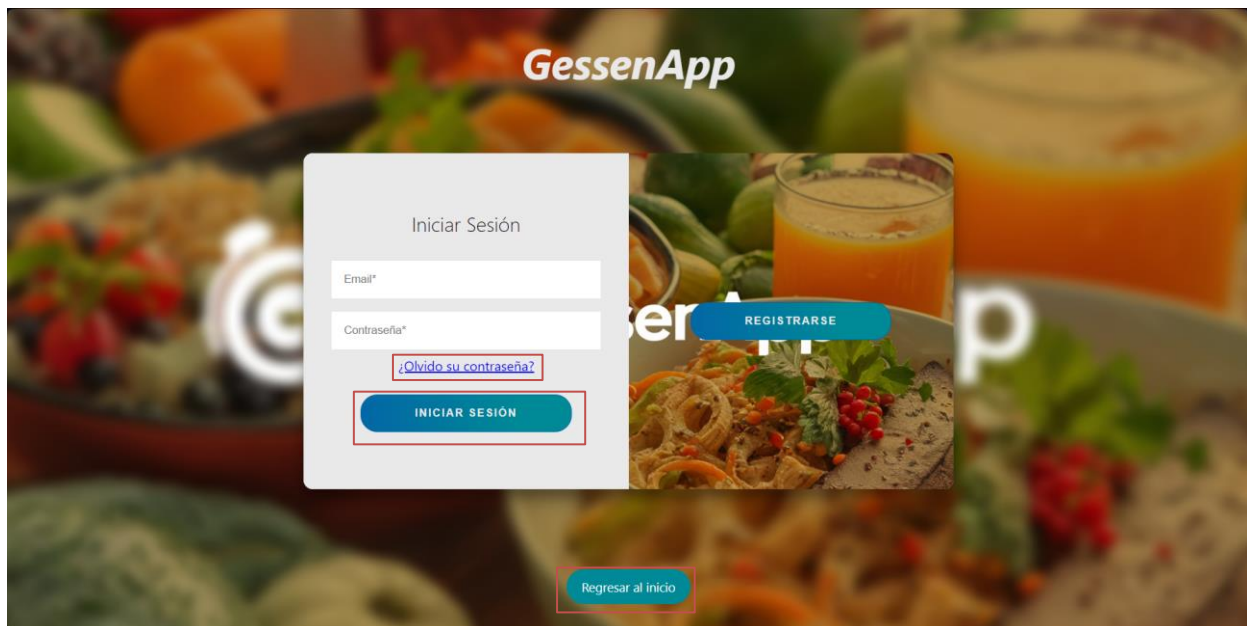 GessenApp
Iniciar Sesión
Email*
Contraseña*
¿Olvido su contraseña?
INICIAR SESIÓN
REGISTRARSE
Regresar al inicio